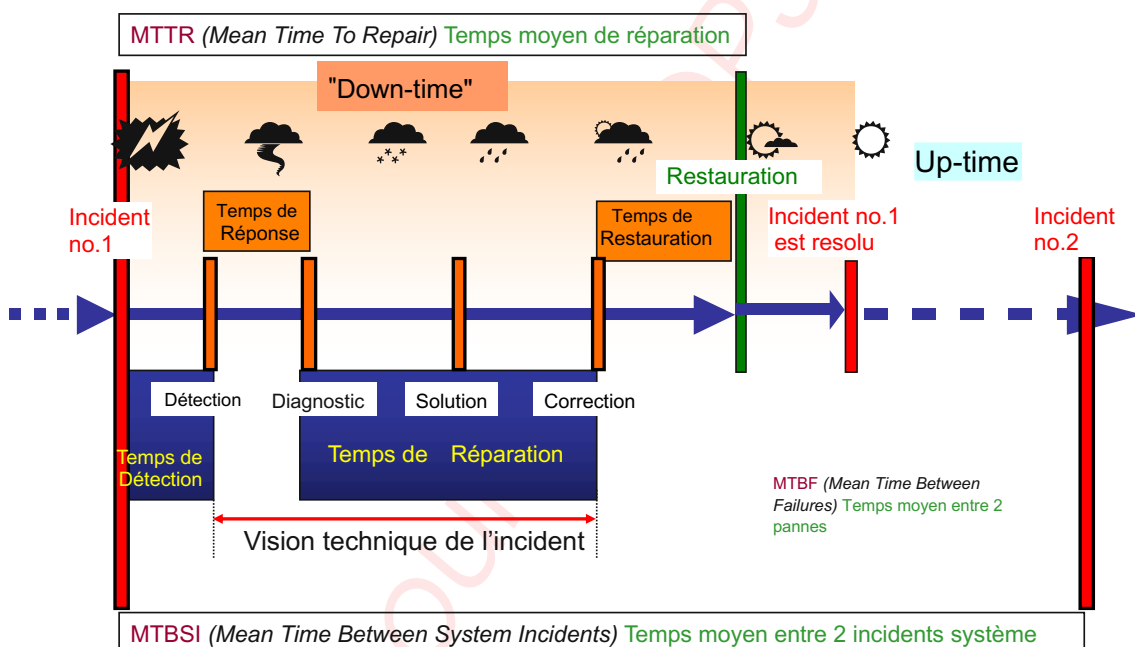 MTTR (Mean Time To Repair) Temps moyen de réparation
"Down-time"
Up-time
Restauration
Incident
no.1
Temps de
Réponse
Temps de
Restauration
Incident no.1
est resolu
Incident
no.2
Détection
Diagnostic
Solution
Correction
Temps de
Détection
Temps de Réparation
MTBF (Mean Time Between
Failures) Temps moyen entre 2
pannes
Vision technique de l'incident
MTBSI (Mean Time Between System Incidents) Temps moyen entre 2 incidents système